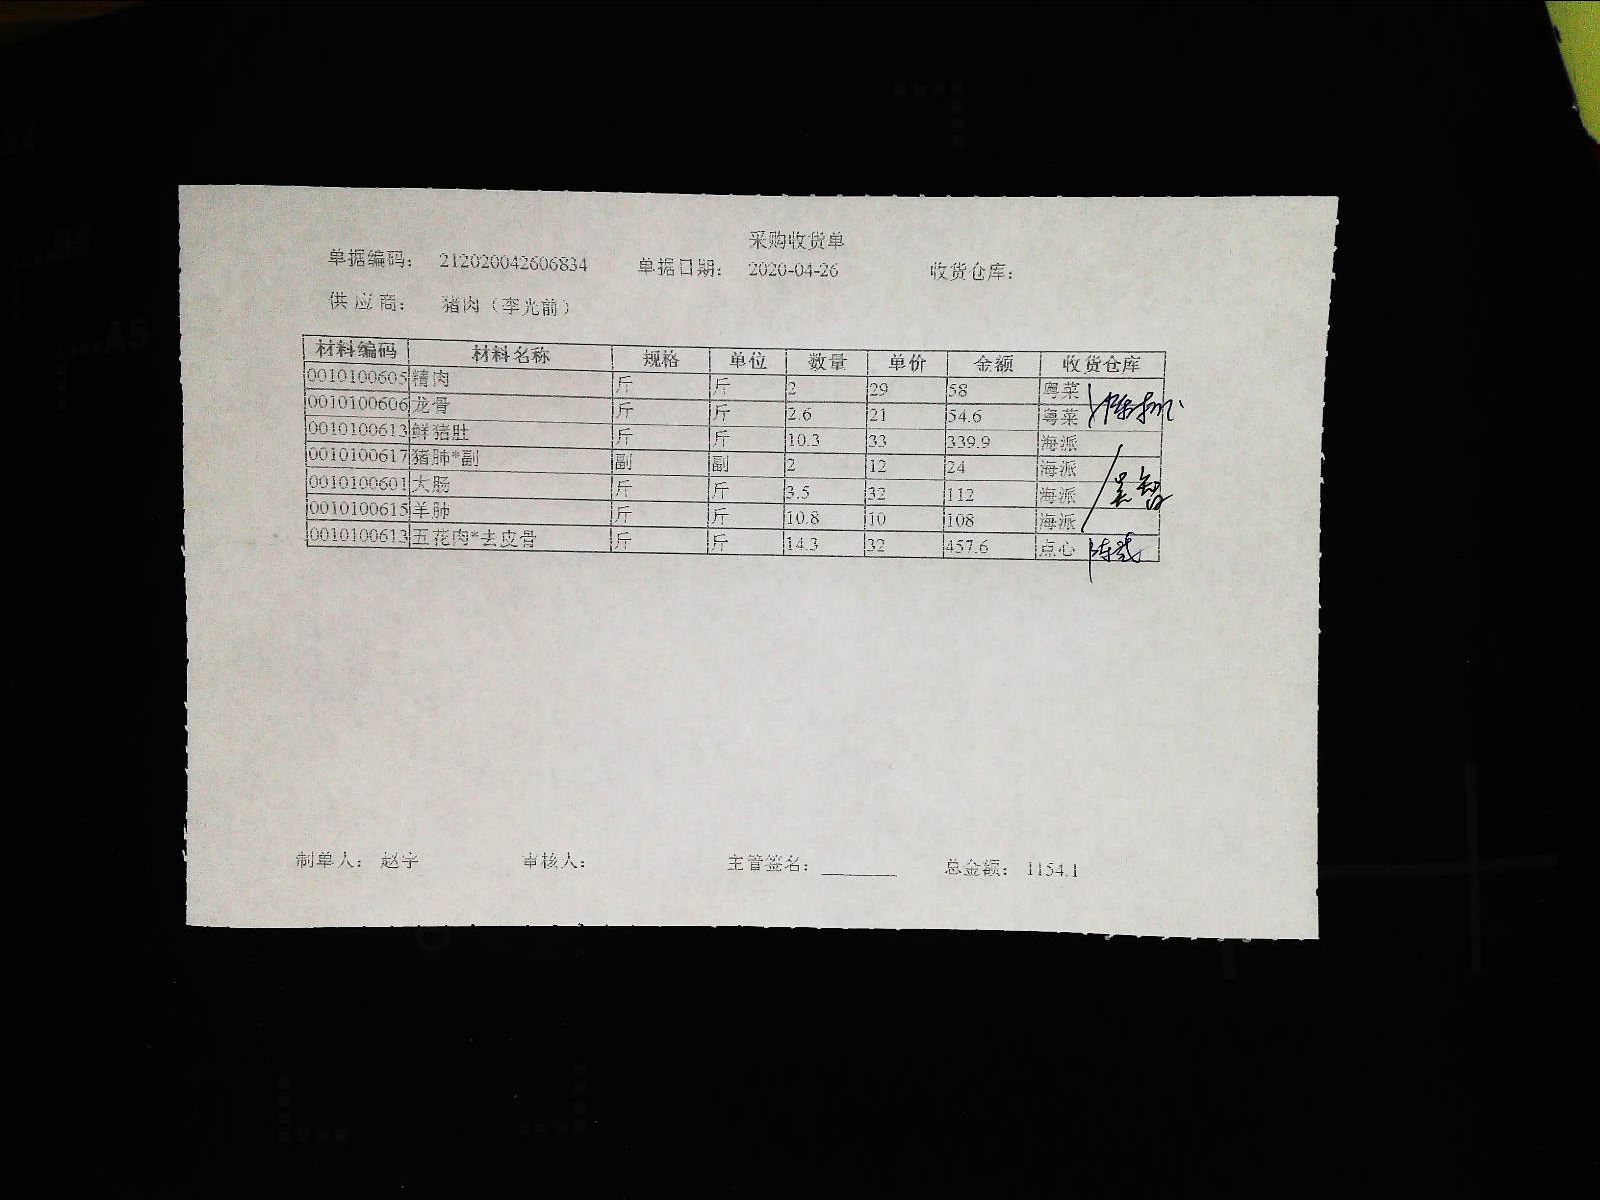 采购收货单
单据编码: 212020042606834 单据日期: 2020-04-26 收货仓库:
供应商: 猪肉（李光前）
材料编码 材料名称 规格 单位 数量 单价 金额 收货仓库
0010100605 精肉 斤 斤 2 29 58 粤菜
0010100606 龙骨 斤 斤 2.6 21 54.6 粤菜
0010100613 鲜猪肚 斤 斤 10.3 33 339.9 海派
0010100617 猪肺*副 副 副 2 12 24 海派
0010100601 大肠 斤 斤 3.5 32 112 海派
0010100615 羊肺 斤 斤 10.8 10 108 海派
0010100613 五花肉*去皮骨 斤 斤 14.3 32 457.6 点心
制单人: 赵宇 审核人: 主管签名: 总金额: 1154.1